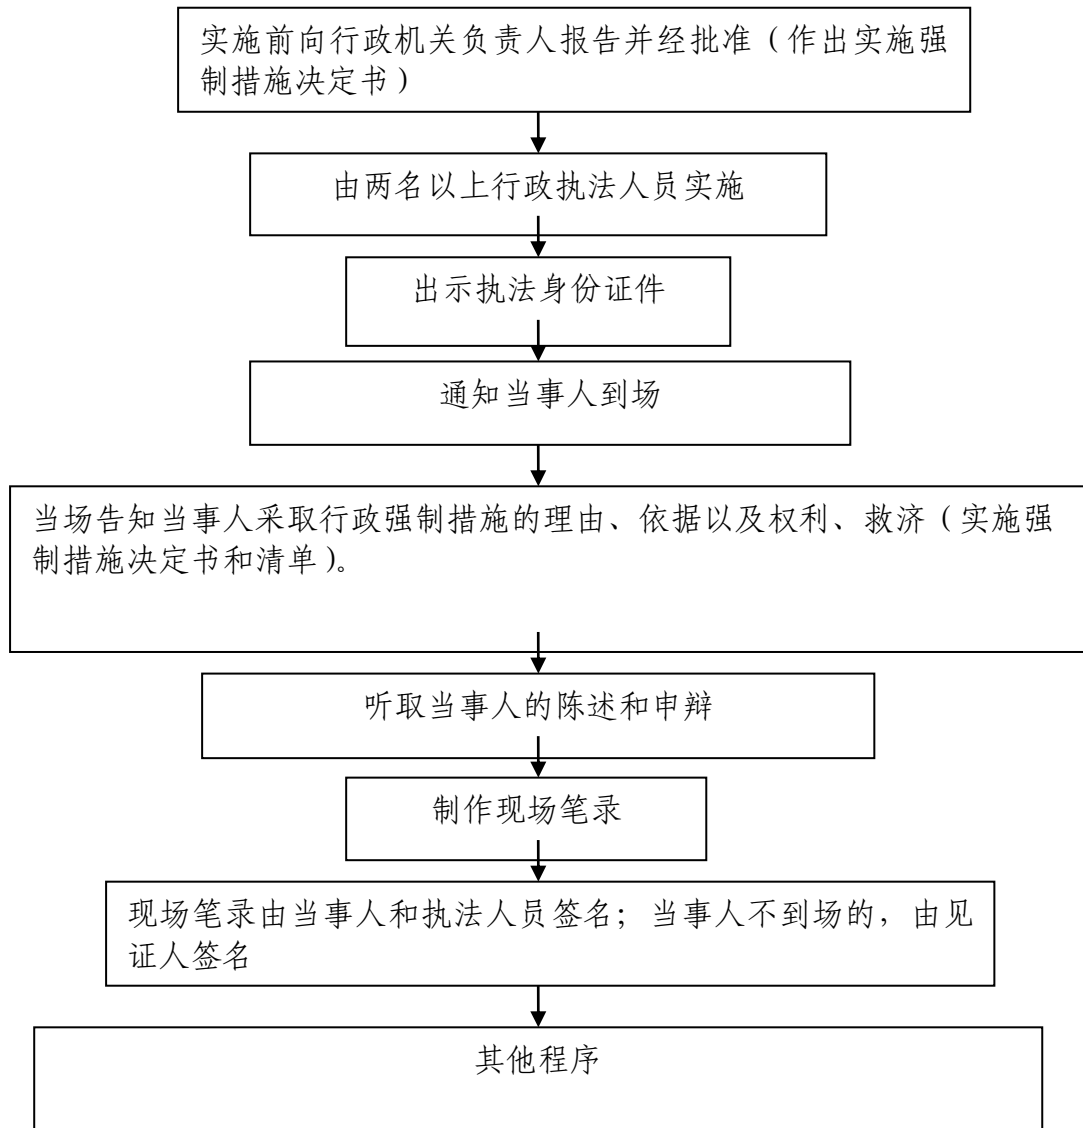 实施前向行政机关负责人报告并经批准（作出实施强
制措施决定书）
由两名以上行政执法人员实施
出示执法身份证件
通知当事人到场
当场告知当事人采取行政强制措施的理由、依据以及权利、救济（实施强
制措施决定书和清单）。
听取当事人的陈述和申辩
制作现场笔录
现场笔录由当事人和执法人员签名；当事人不到场的，由见
证人签名
其他程序